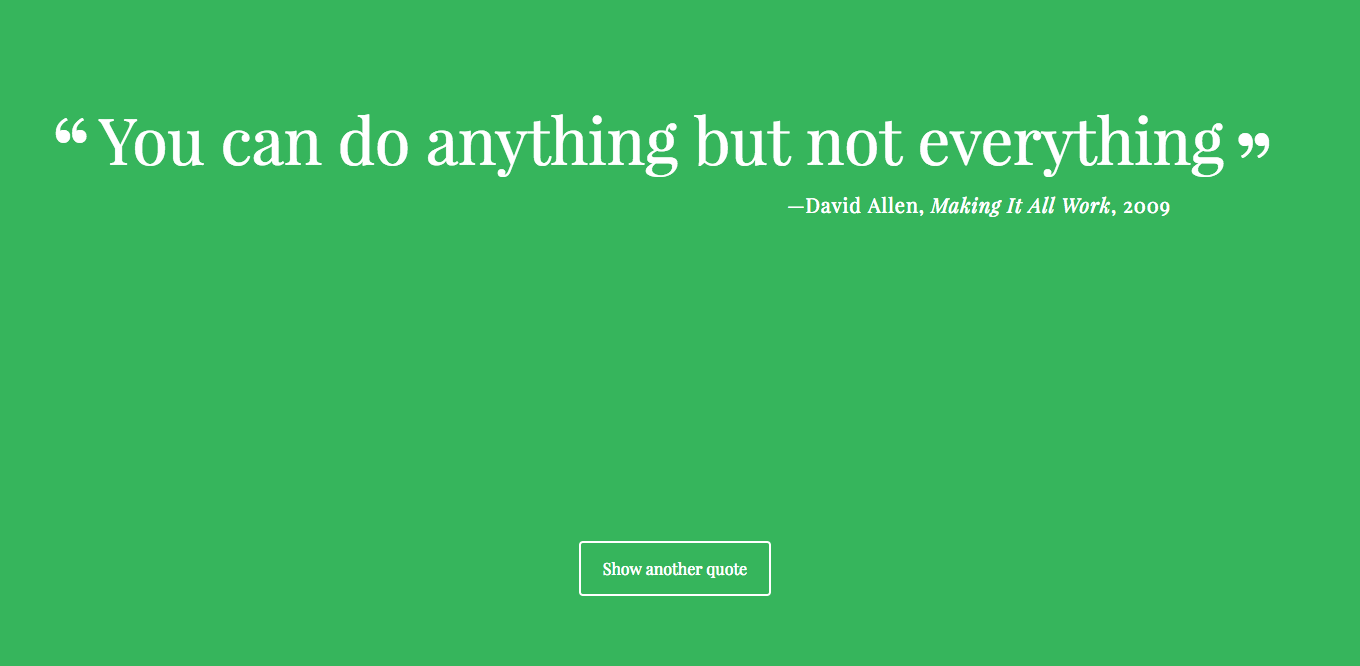 “ You can do anything but not everything ”
—David Allen, Making It All Work, 2009
Show another quote